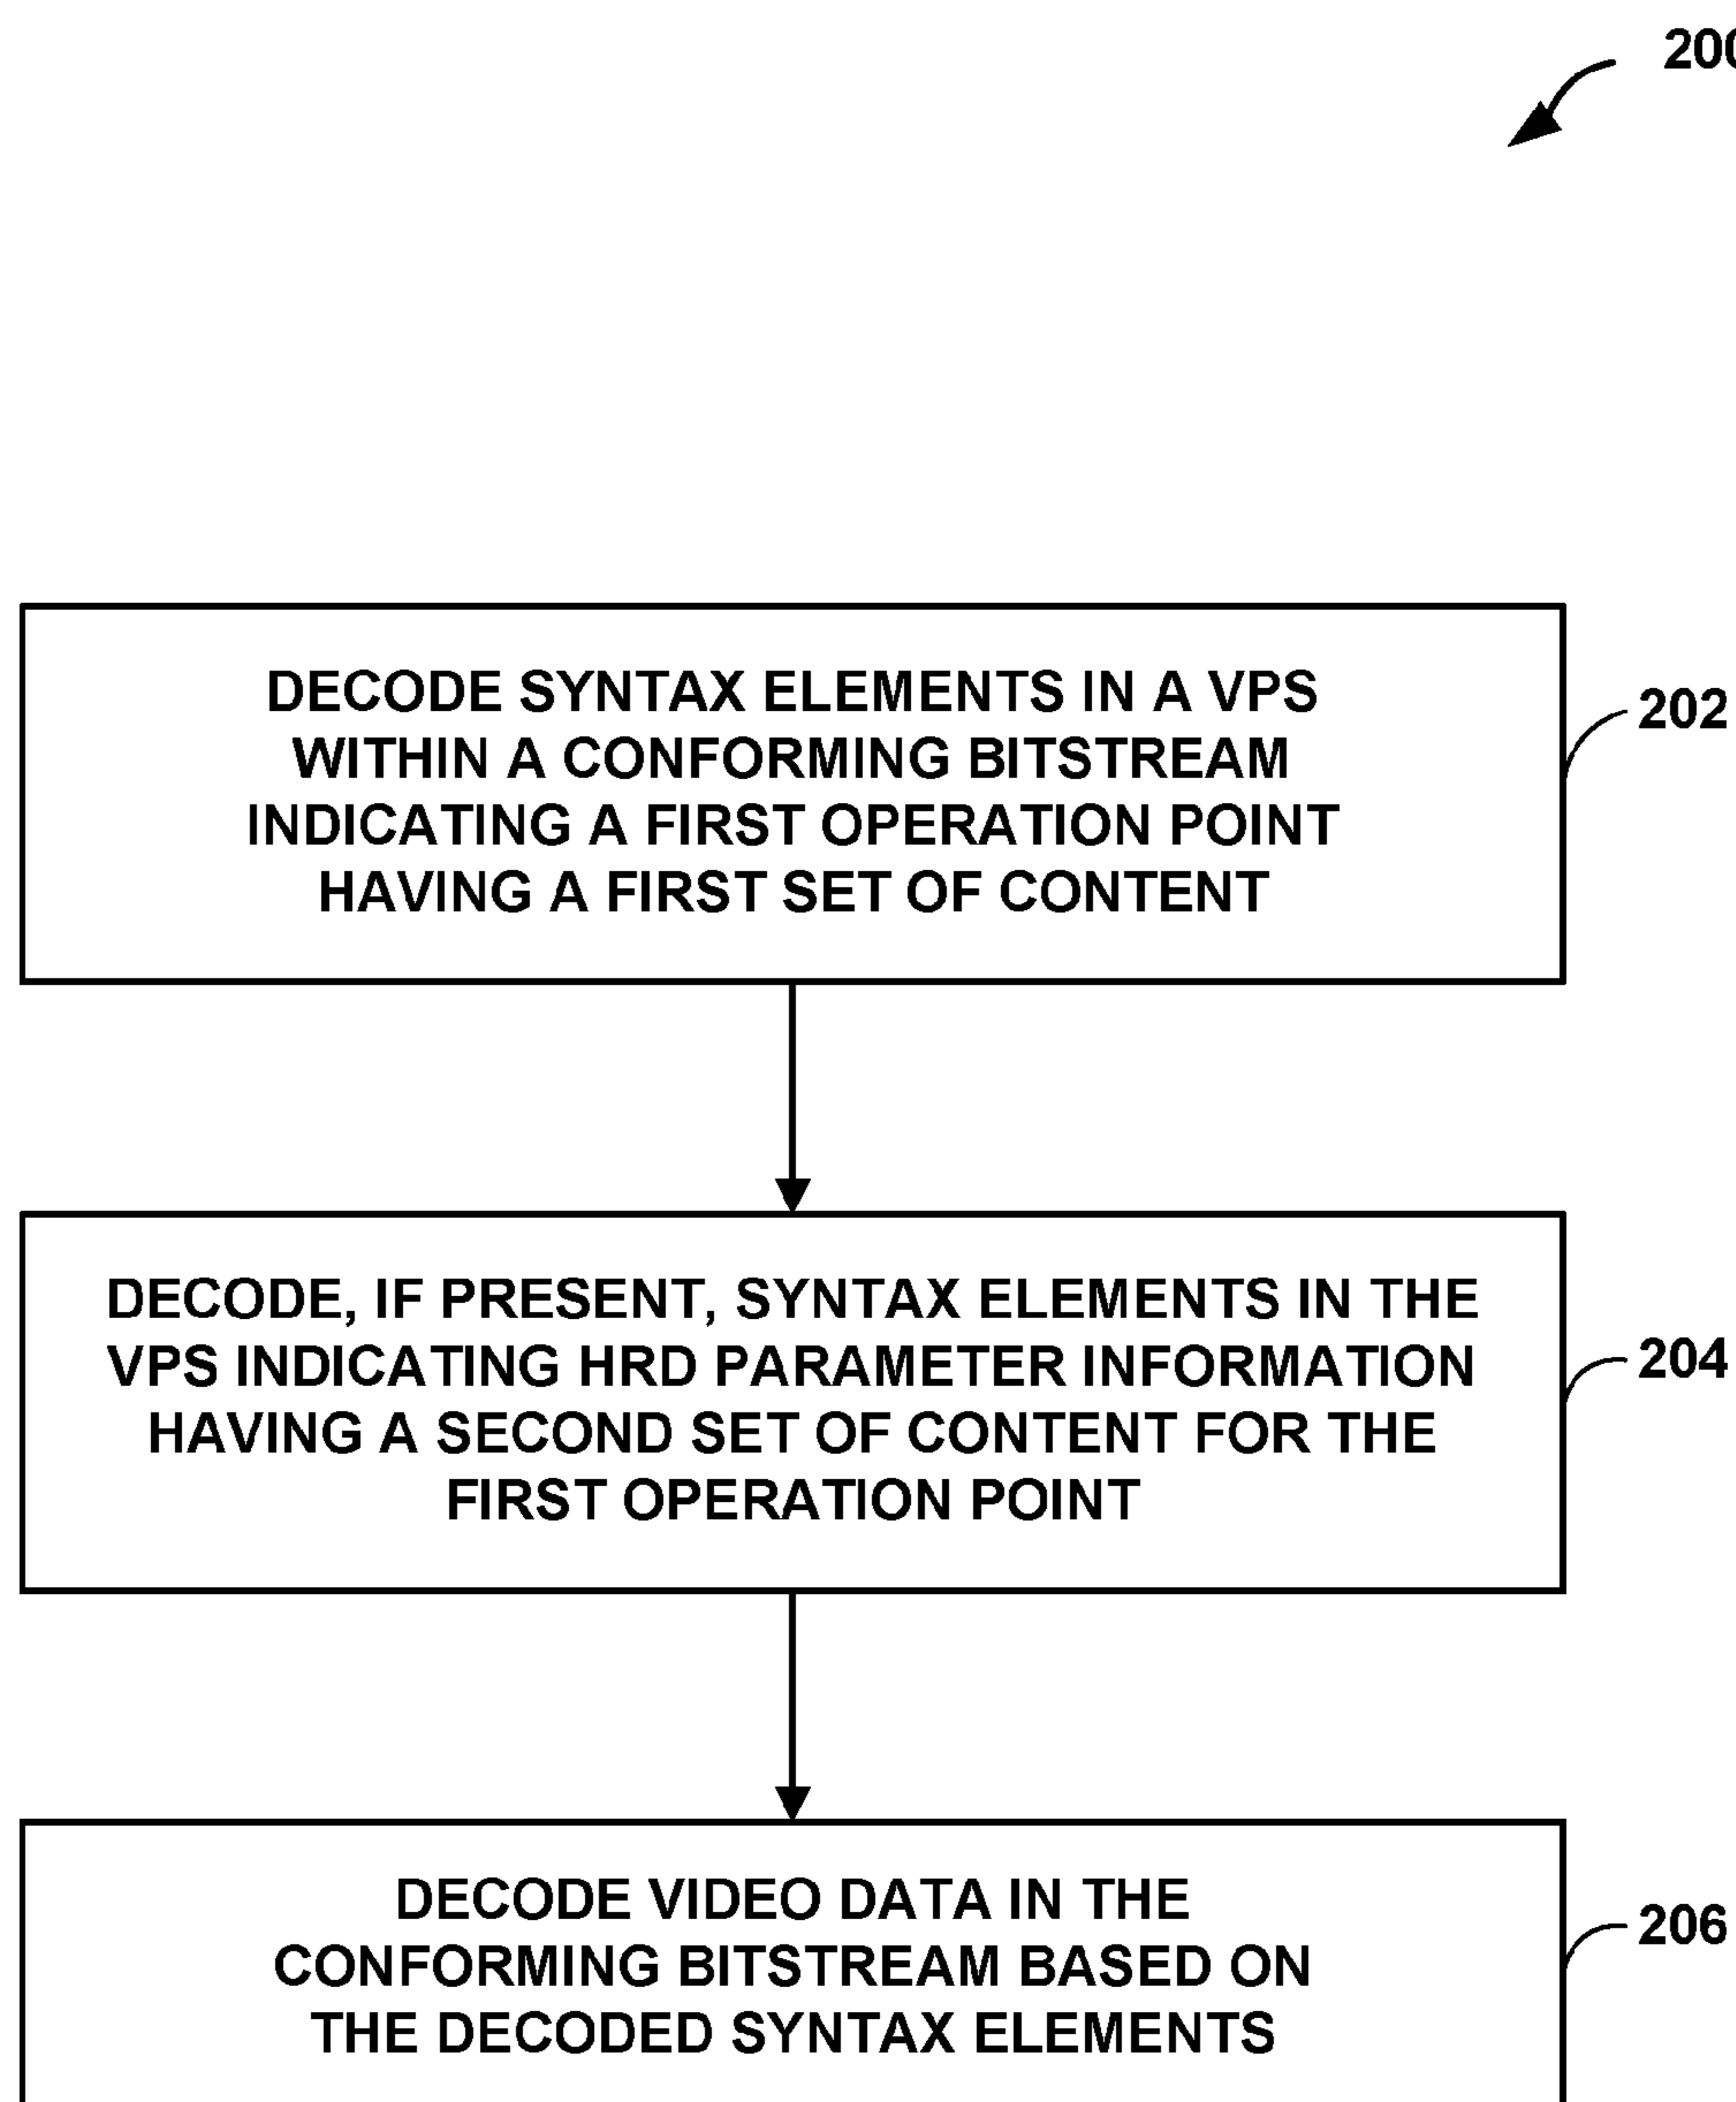 200
DECODE SYNTAX ELEMENTS IN A VPS
WITHIN A CONFORMING BITSTREAM
INDICATING A FIRST OPERATION POINT
HAVING A FIRST SET OF CONTENT
202
DECODE, IF PRESENT, SYNTAX ELEMENTS IN THE
VPS INDICATING HRD PARAMETER INFORMATION
HAVING A SECOND SET OF CONTENT FOR THE
FIRST OPERATION POINT
204
DECODE VIDEO DATA IN THE
CONFORMING BITSTREAM BASED ON
THE DECODED SYNTAX ELEMENTS
206